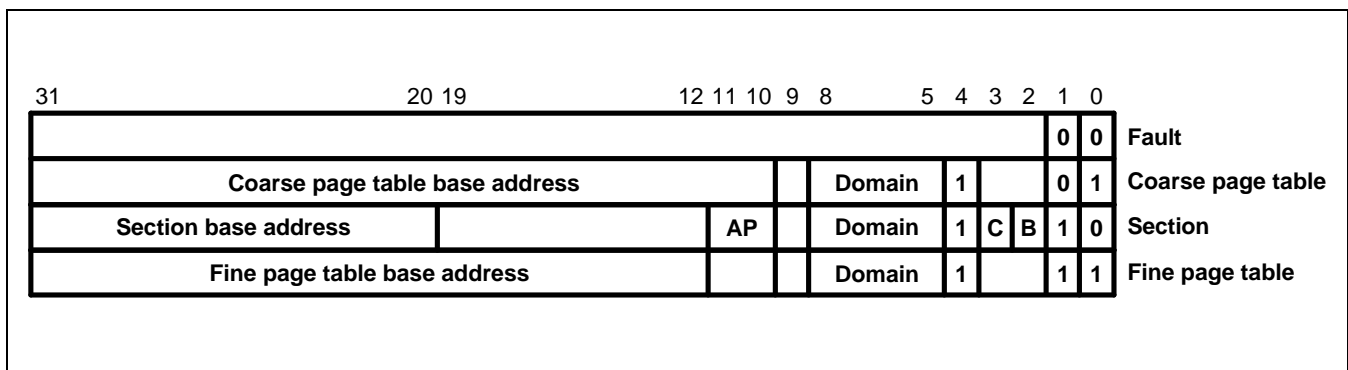 31 20 19 12 11 10 9 8 5 4 3 2 1 0
0 0 Fault
Coarse page table base address Domain 1 0 1 Coarse page table
Section base address AP Domain 1 C B 1 0 Section
Fine page table base address Domain 1 1 1 Fine page table